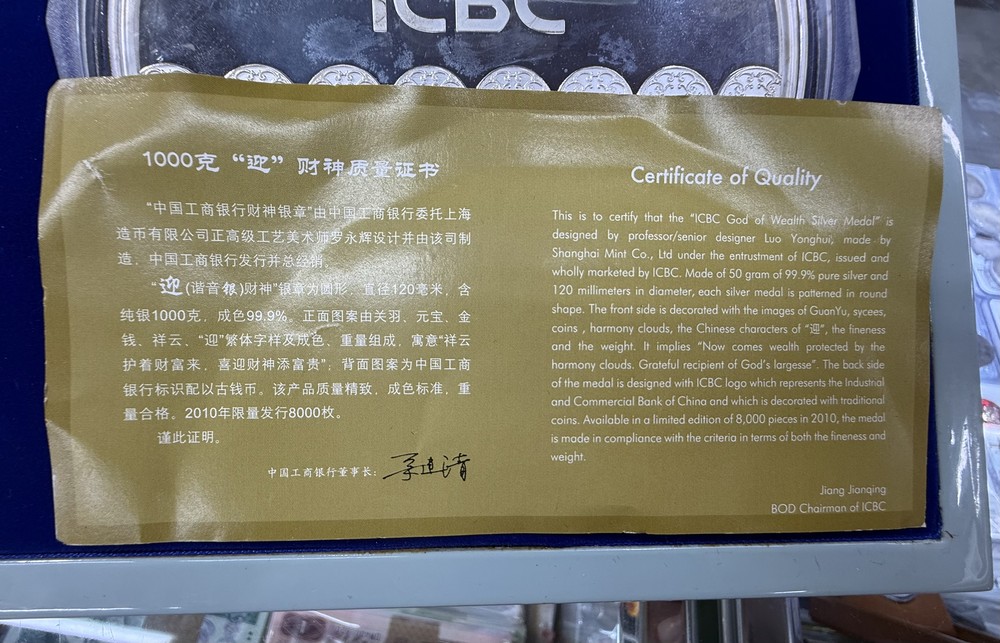 ICBC
1000克 “迎” 财神质量证书
“中国工商银行财神银章”由中国工商银行委托上海
造币有限公司正高级工艺美术师罗永辉设计并由该司制
造、中国工商银行发行并总经销。
“迎(谐音银)财神”银章为圆形，直径120毫米，含
纯银1000克，成色99.9%。正面图案由关羽、元宝、金
钱、祥云、“迎”繁体字样及成色、重量组成，寓意“祥云
护着财富来，喜迎财神添富贵”；背面图案为中国工商
银行标识配以古钱币。该产品质量精致，成色标准，重
量合格。2010年限量发行8000枚。
谨此证明。
中国工商银行董事长：
Certificate of Quality
This is to certify that the “ICBC God of Wealth Silver Medal” is
designed by professor/senior designer Luo Yonghui, made by
Shanghai Mint Co., Ltd under the entrustment of ICBC, issued and
wholly marketed by ICBC. Made of 50 gram of 99.9% pure silver and
120 millimeters in diameter, each silver medal is patterned in round
shape. The front side is decorated with the images of GuanYu, sycees,
coins , harmony clouds, the Chinese characters of “迎”, the fineness
and the weight. It implies “Now comes wealth protected by the
harmony clouds. Grateful recipient of God’s largesse”. The back side
of the medal is designed with ICBC logo which represents the Industrial
and Commercial Bank of China and which is decorated with traditional
coins. Available in a limited edition of 8,000 pieces in 2010, the medal
is made in compliance with the criteria in terms of both the fineness and
weight.
Jiang Jianqing
BOD Chairman of ICBC